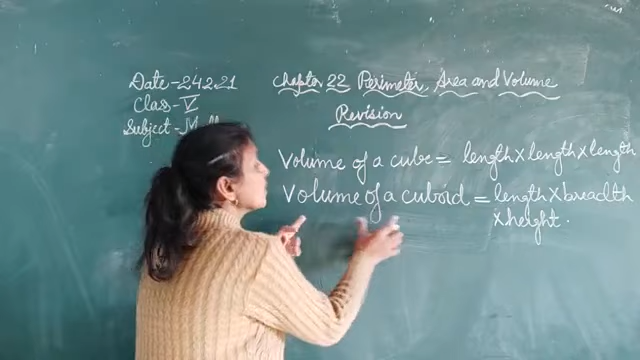 Date - 24.2.21
Class - V
Subject - 
Chapter 22 Perimeter, Area and Volume
Revision
Volume of a cube = length × length × length
Volume of a cuboid = length × breadth
× height.